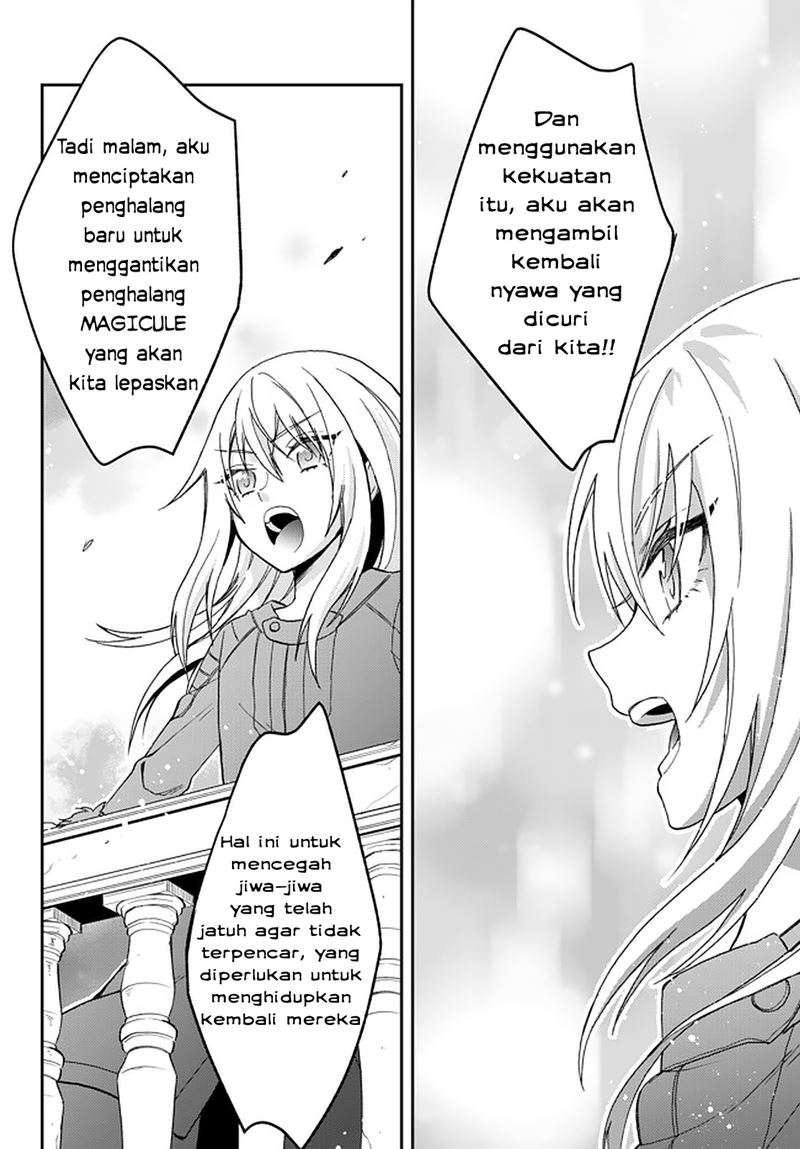 Dan
menggunakan
kekuatan
itu, aku akan
mengambil
kembali
nyawa yang
dicuri
dari kita!!
Tadi malam, aku
menciptakan
penghalang
baru untuk
menggantikan
penghalang
MAGICULE
yang akan
kita lepaskan
Hal ini untuk
mencegah
jiwa-jiwa
yang telah
jatuh agar tidak
terpencar, yang
diperlukan untuk
menghidupkan
kembali mereka